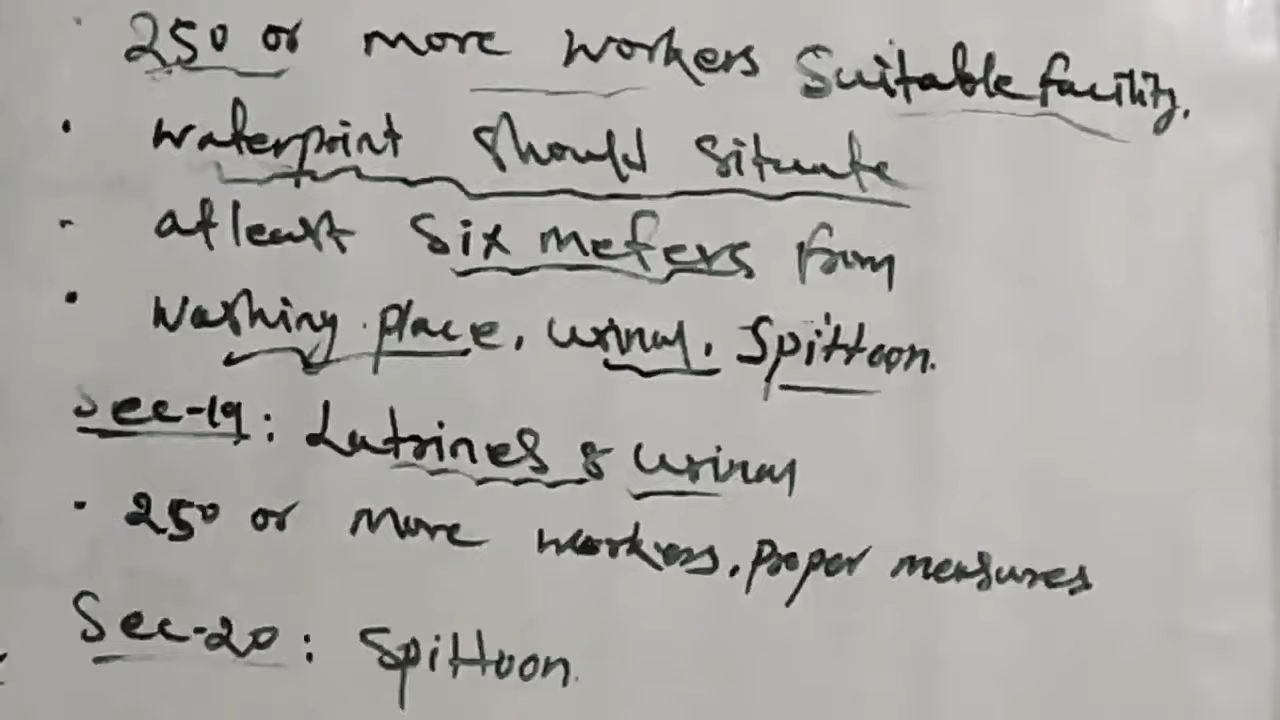 • 250 or more workers Suitable facility.
• waterpoint should situate
- atleast six meters from
• washing place, urinal, Spittoon.
Sec-19: Latrines & urinal
• 250 or more workers, proper measures
Sec-20: Spittoon.